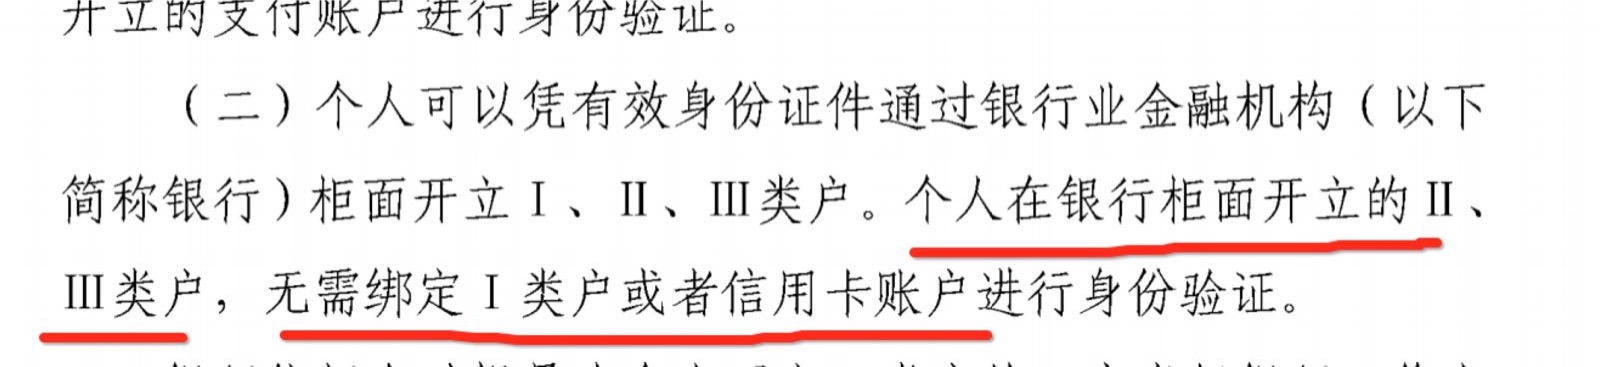 开立的支付账户进行身份验证。
（二）个人可以凭有效身份证件通过银行业金融机构（以下
简称银行）柜面开立Ⅰ、Ⅱ、Ⅲ类户。个人在银行柜面开立的Ⅱ、
Ⅲ类户，无需绑定Ⅰ类户或者信用卡账户进行身份验证。